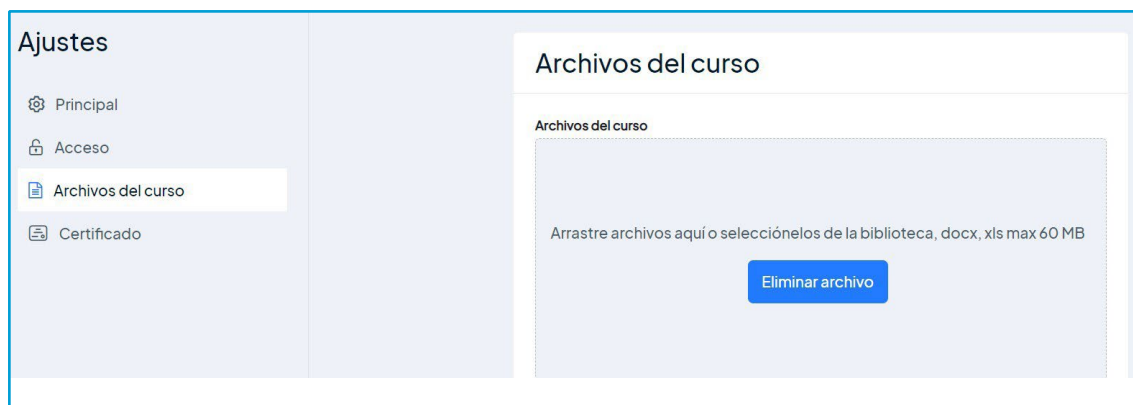 Ajustes
Principal
Acceso
Archivos del curso
Certificado
Archivos del curso
Archivos del curso
Arrastre archivos aquí o selecciónelos de la biblioteca, docx, xls max 60 MB
Eliminar archivo